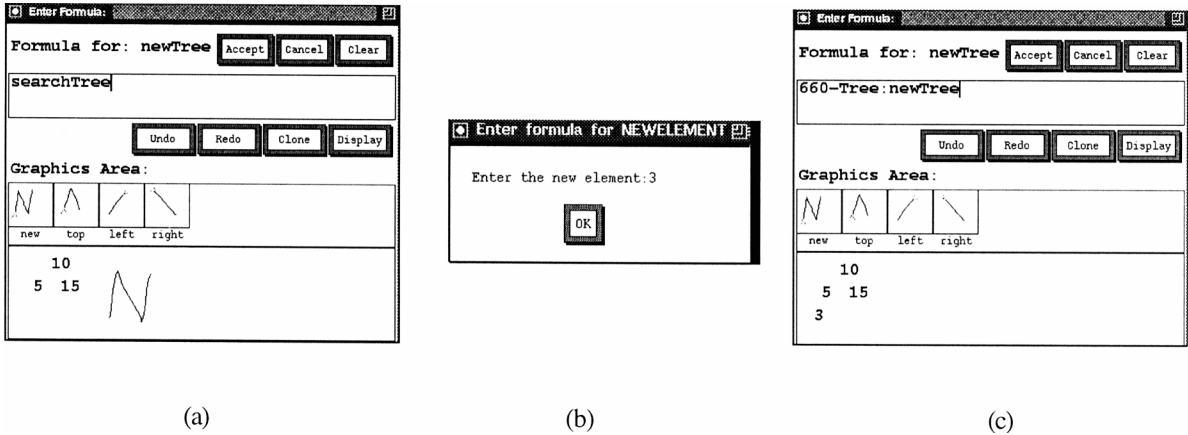 Enter Formula:
Formula for: newTree Accept Cancel Clear
searchTree
Undo Redo Clone Display
Graphics Area:
new top left right
10
5 15
N
(a)
Enter formula for NEWELEMENT
Enter the new element:3
OK
(b)
Enter Formula:
Formula for: newTree Accept Cancel Clear
660-Tree:newTree
Undo Redo Clone Display
Graphics Area:
new top left right
10
5 15
3
(c)